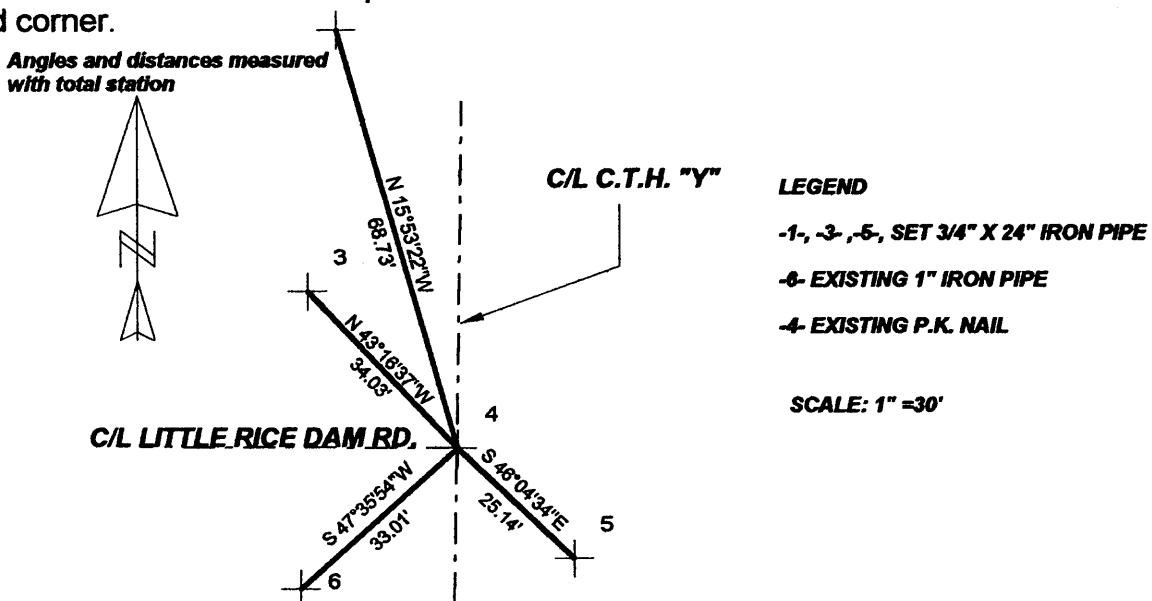 d corner.
Angles and distances measured
with total station
N
N 15°53'22"W
68.73'
C/L C.T.H. "Y"
LEGEND
-1-, -3- ,-5-, SET 3/4" X 24" IRON PIPE
-6- EXISTING 1" IRON PIPE
-4- EXISTING P.K. NAIL
SCALE: 1" =30'
3
N 43°16'37"W
34.03'
4
C/L LITTLE RICE DAM RD.
S 46°04'34"E
25.14'
5
S 47°35'54"W
33.01'
6